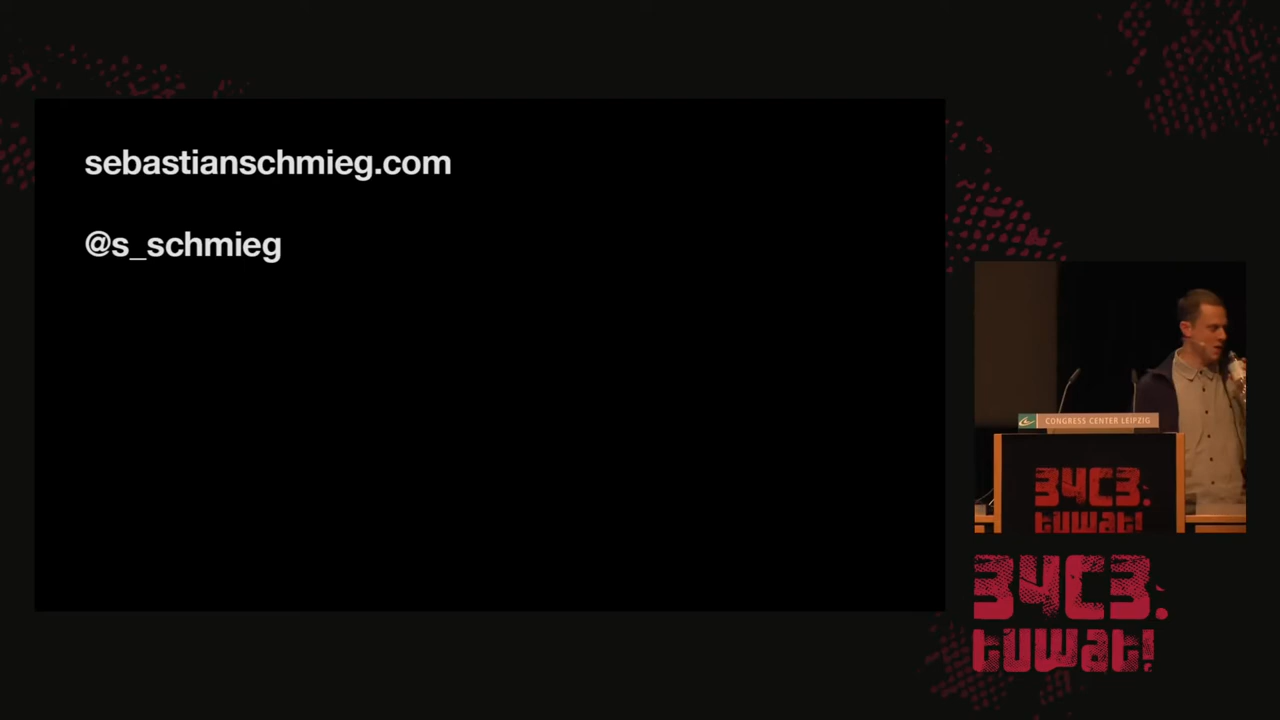 sebastianschmieg.com
@s_schmieg
CONGRESS CENTER LEIPZIG
34C3.
tuwat!
34C3.
tuwat!